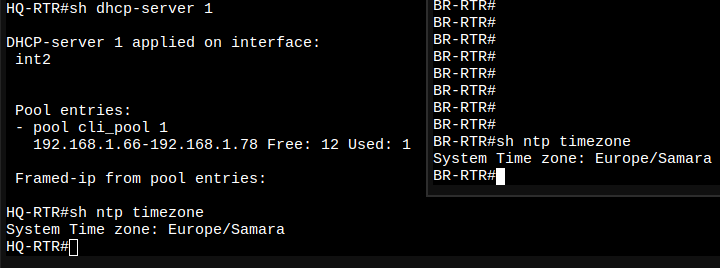 HQ-RTR#sh dhcp-server 1
DHCP-server 1 applied on interface:
int2
Pool entries:
- pool cli_pool 1
192.168.1.66-192.168.1.78 Free: 12 Used: 1
Framed-ip from pool entries:
HQ-RTR#sh ntp timezone
System Time zone: Europe/Samara
HQ-RTR#
BR-RTR#
BR-RTR#
BR-RTR#
BR-RTR#
BR-RTR#
BR-RTR#
BR-RTR#
BR-RTR#
BR-RTR#sh ntp timezone
System Time zone: Europe/Samara
BR-RTR#